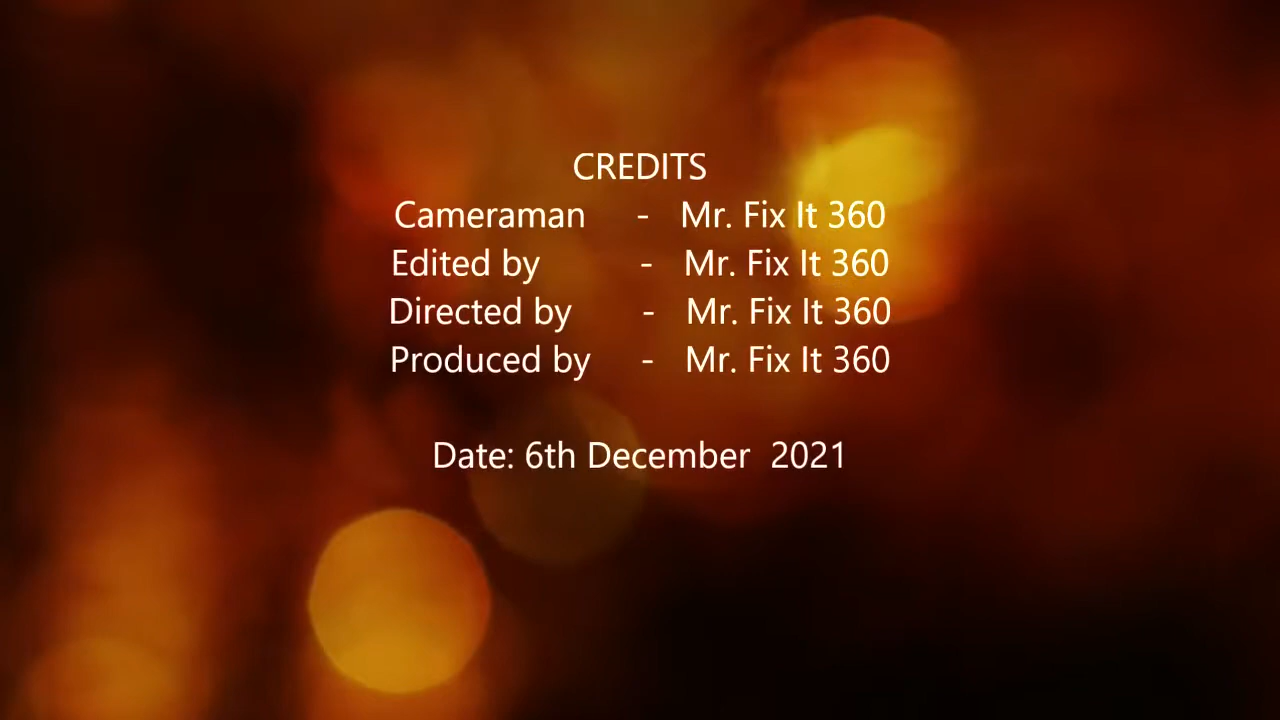 CREDITS
Cameraman - Mr. Fix It 360
Edited by - Mr. Fix It 360
Directed by - Mr. Fix It 360
Produced by - Mr. Fix It 360
Date: 6th December 2021